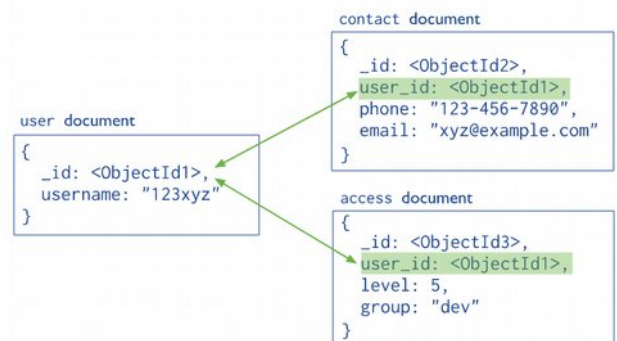 contact document
{
_id: <ObjectId2>,
user_id: <ObjectId1>,
phone: "123-456-7890",
email: "xyz@example.com"
}
user document
{
_id: <ObjectId1>,
username: "123xyz"
}
access document
{
_id: <ObjectId3>,
user_id: <ObjectId1>,
level: 5,
group: "dev"
}